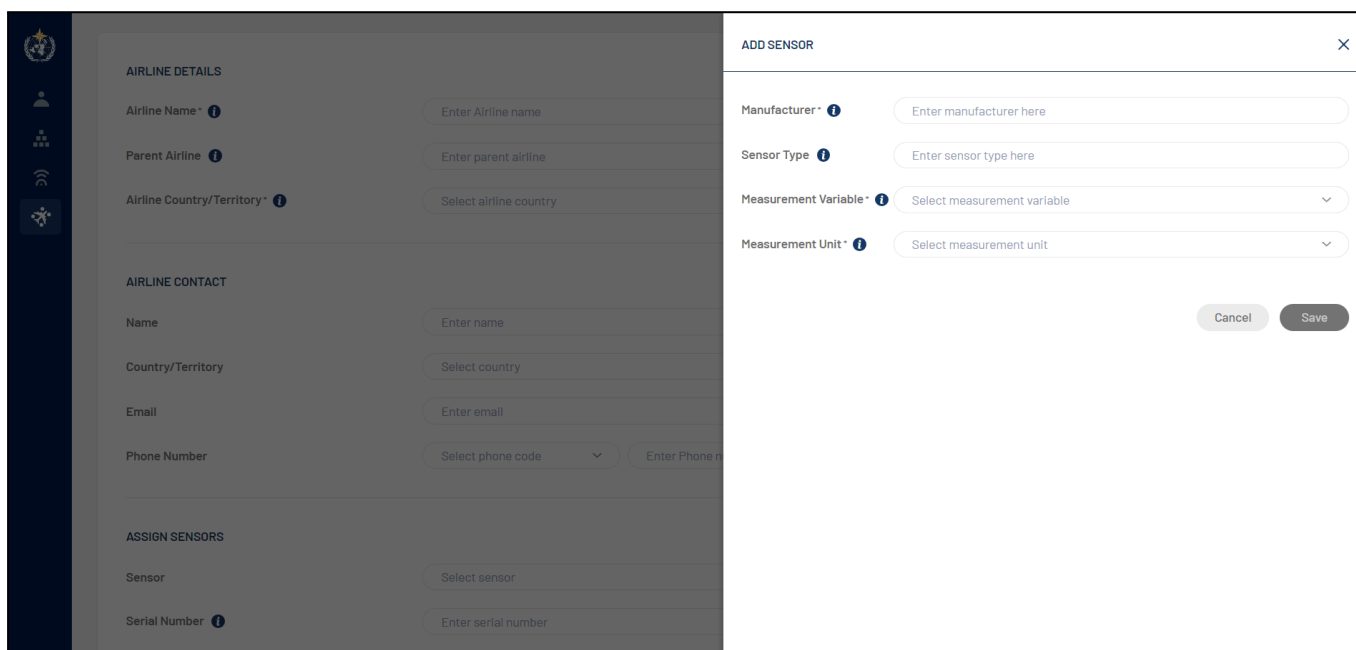 AIRLINE DETAILS
Airline Name* Enter Airline name
Parent Airline Enter parent airline
Airline Country/Territory* Select airline country
AIRLINE CONTACT
Name Enter name
Country/Territory Select country
Email Enter email
Phone Number Select phone code Enter Phone
ASSIGN SENSORS
Sensor Select sensor
Serial Number Enter serial number
ADD SENSOR
Manufacturer* Enter manufacturer here
Sensor Type Enter sensor type here
Measurement Variable* Select measurement variable
Measurement Unit* Select measurement unit
Cancel Save